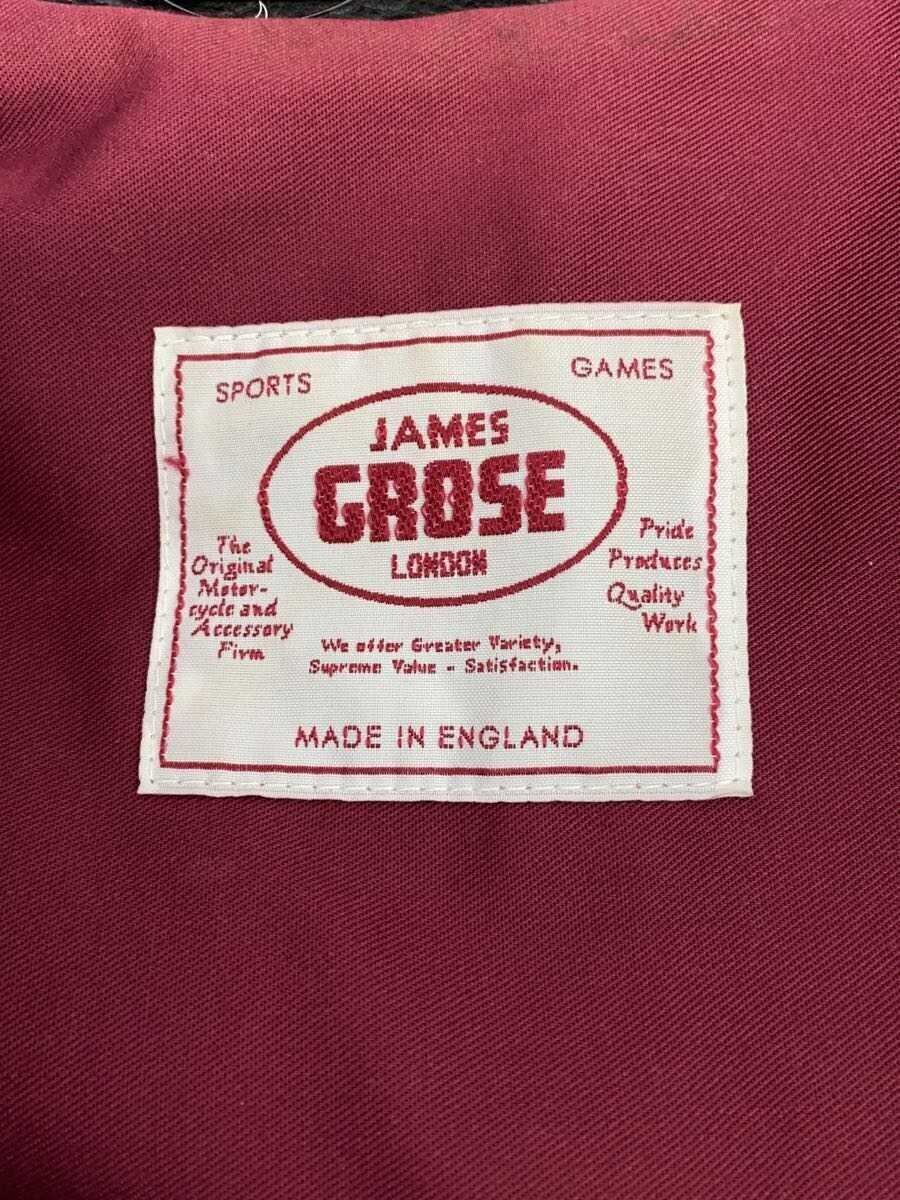 SPORTS
GAMES
JAMES
GROSE
LONDON
The
Original
Motor-
cycle and
Accessory
Firm
Pride
Produces
Quality
Work
We offer Greater Variety,
Supreme Value - Satisfaction.
MADE IN ENGLAND